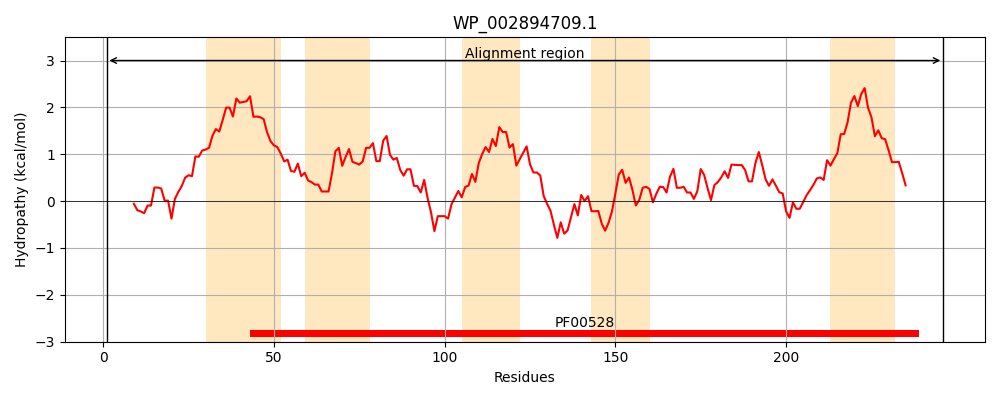 WP_002894709.1
Alignment region
Hydropathy (kcal/mol)
3
2
1
0
−1
−2
−3
PF00528
0
50
100
150
200
Residues